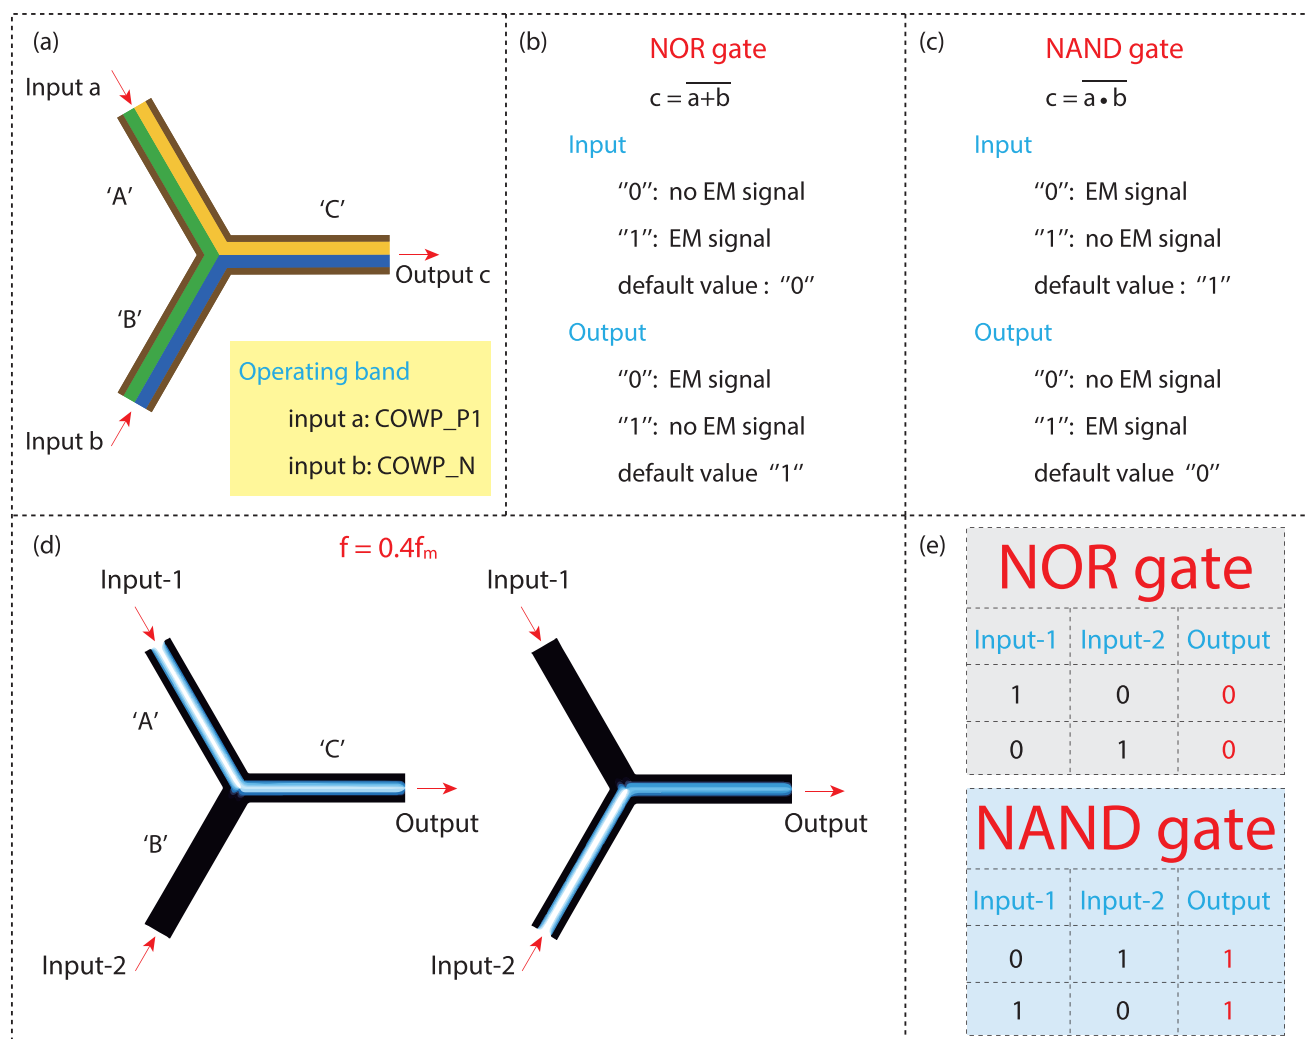 (a)
Input a
'A'
'C'
Output c
'B'
Input b
Operating band
input a: COWP_P1
input b: COWP_N
(b)
NOR gate
c = a+b
Input
"0": no EM signal
"1": EM signal
default value : "0"
Output
"0": EM signal
"1": no EM signal
default value "1"
(c)
NAND gate
c = a • b
Input
"0": EM signal
"1": no EM signal
default value : "1"
Output
"0": no EM signal
"1": EM signal
default value "0"
(d)
f = 0.4fm
Input-1
'A'
'C'
Output
'B'
Input-2
Input-1
Output
Input-2
(e)
NOR gate
Input-1 Input-2 Output
1 0 0
0 1 0
NAND gate
Input-1 Input-2 Output
0 1 1
1 0 1